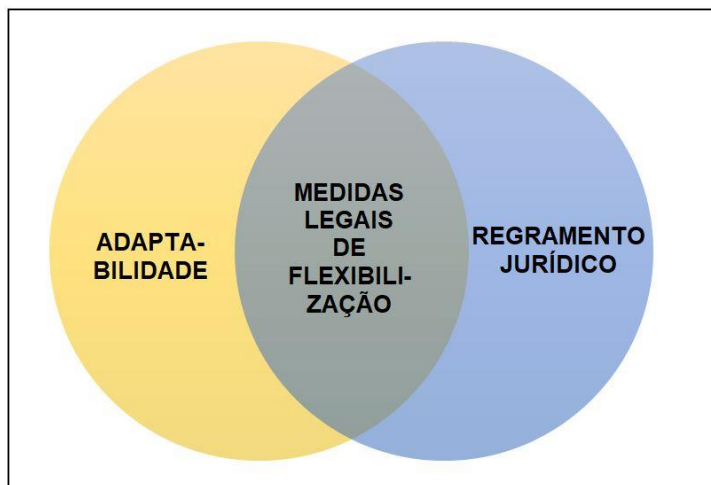 ADAPTA-
BILIDADE
MEDIDAS
LEGAIS
DE
FLEXIBILI-
ZAÇÃO
REGRAMENTO
JURÍDICO